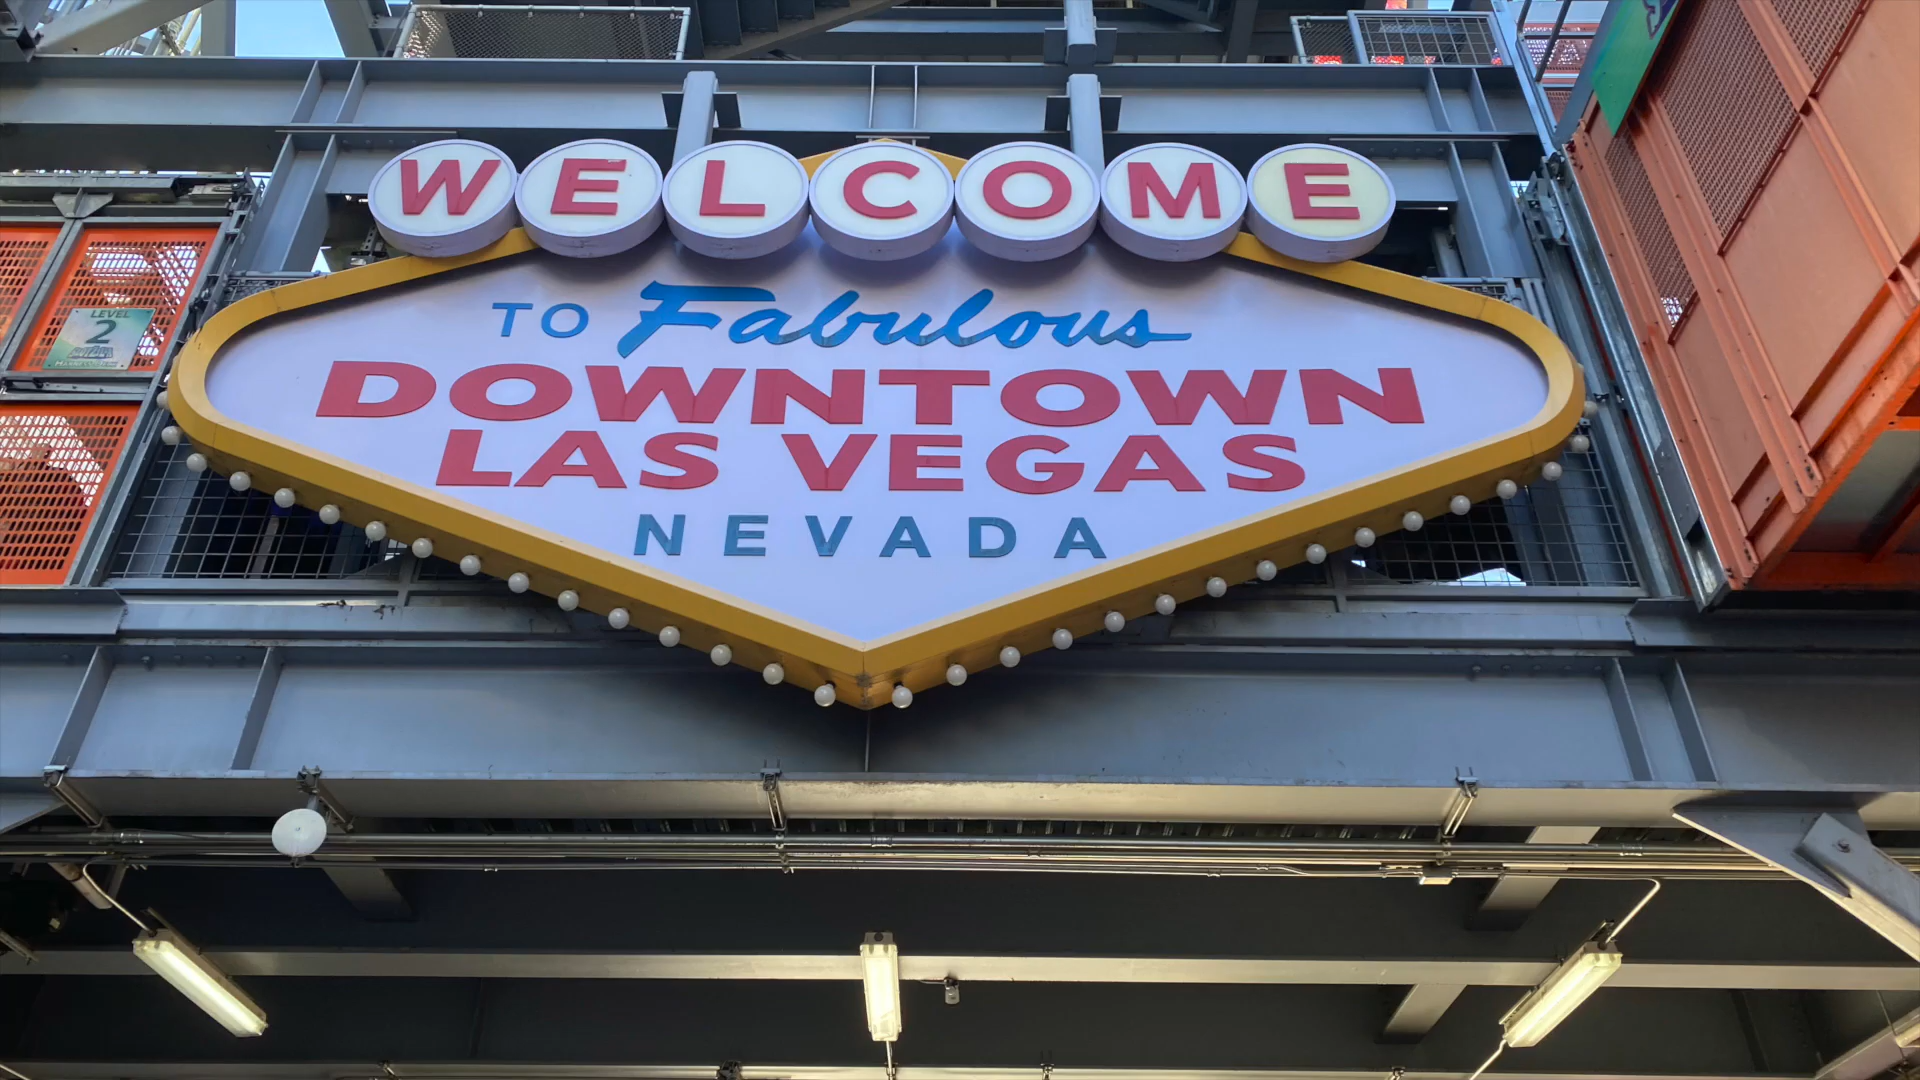 WELCOME
TO Fabulous
DOWNTOWN
LAS VEGAS
NEVADA
LEVEL
2